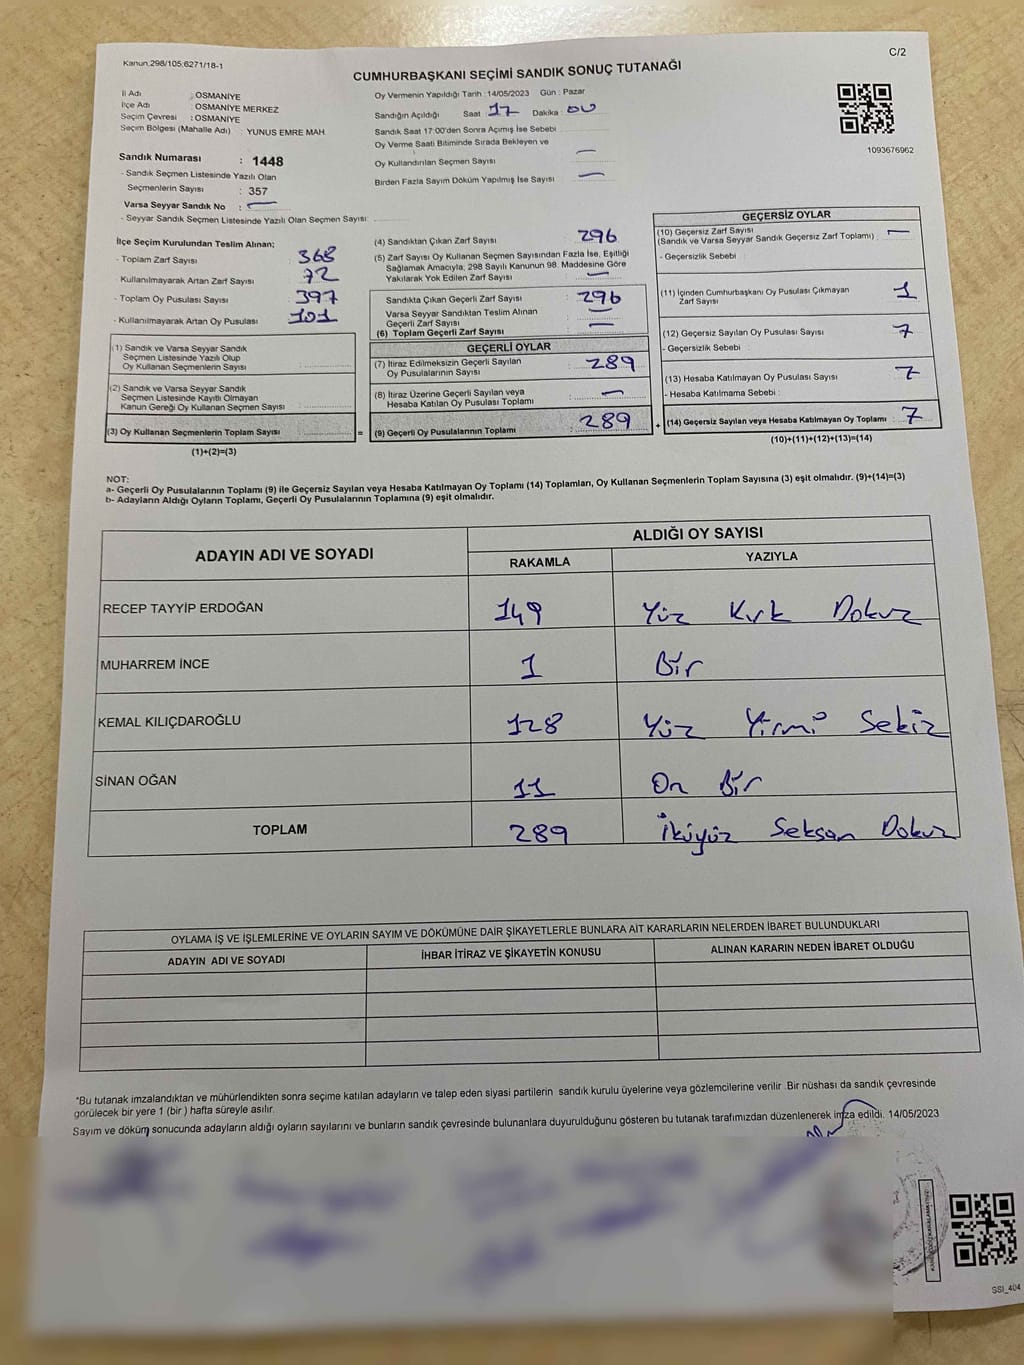 Kanun.298/105;6271/18-1
C/2
CUMHURBAŞKANI SEÇİMİ SANDIK SONUÇ TUTANAĞI
İl Adı : OSMANİYE
İlçe Adı : OSMANİYE MERKEZ
Seçim Çevresi : OSMANİYE
Seçim Bölgesi (Mahalle Adı) : YUNUS EMRE MAH.
Sandık Numarası : 1448
- Sandık Seçmen Listesinde Yazılı Olan
Seçmenlerin Sayısı : 357
Varsa Seyyar Sandık No : —
- Seyyar Sandık Seçmen Listesinde Yazılı Olan Seçmen Sayısı:
Oy Vermenin Yapıldığı Tarih : 14/05/2023 Gün : Pazar
Sandığın Açıldığı Saat 17 Dakika : 00
Sandık Saat 17:00'den Sonra Açımış İse Sebebi
Oy Verme Saati Bitiminde Sırada Bekleyen ve
Oy Kullandırılan Seçmen Sayısı —
Birden Fazla Sayım Döküm Yapılmış İse Sayısı —
1093676962
İlçe Seçim Kurulundan Teslim Alınan;
- Toplam Zarf Sayısı : 368
Kullanılmayarak Artan Zarf Sayısı : 72
- Toplam Oy Pusulası Sayısı : 397
- Kullanılmayarak Artan Oy Pusulası : 101
(1) Sandık ve Varsa Seyyar Sandık
Seçmen Listesinde Yazılı Olup
Oy Kullanan Seçmenlerin Sayısı :
(2) Sandık ve Varsa Seyyar Sandık
Seçmen Listesinde Kayıtlı Olmayan
Kanun Gereği Oy Kullanan Seçmen Sayısı :
(3) Oy Kullanan Seçmenlerin Toplam Sayısı :
(1)+(2)=(3)
(4) Sandıktan Çıkan Zarf Sayısı : 296
(5) Zarf Sayısı Oy Kullanan Seçmen Sayısından Fazla İse, Eşitliği
Sağlamak Amacıyla; 298 Sayılı Kanunun 98. Maddesine Göre
Yakılarak Yok Edilen Zarf Sayısı : —
Sandıkta Çıkan Geçerli Zarf Sayısı : 296
Varsa Seyyar Sandıktan Teslim Alınan
Geçerli Zarf Sayısı : —
(6) Toplam Geçerli Zarf Sayısı : —
GEÇERLİ OYLAR
(7) İtiraz Edilmeksizin Geçerli Sayılan
Oy Pusulalarının Sayısı : 289
(8) İtiraz Üzerine Geçerli Sayılan veya
Hesaba Katılan Oy Pusulası Toplamı : —
= (9) Geçerli Oy Pusulalarının Toplamı : 289
GEÇERSİZ OYLAR
(10) Geçersiz Zarf Sayısı
(Sandık ve Varsa Seyyar Sandık Geçersiz Zarf Toplamı) : —
- Geçersizlik Sebebi :
(11) İçinden Cumhurbaşkanı Oy Pusulası Çıkmayan
Zarf Sayısı : 1
(12) Geçersiz Sayılan Oy Pusulası Sayısı : 7
- Geçersizlik Sebebi :
(13) Hesaba Katılmayan Oy Pusulası Sayısı : 7
- Hesaba Katılmama Sebebi :
+ (14) Geçersiz Sayılan veya Hesaba Katılmayan Oy Toplamı : 7
(10)+(11)+(12)+(13)=(14)
NOT:
a- Geçerli Oy Pusulalarının Toplamı (9) ile Geçersiz Sayılan veya Hesaba Katılmayan Oy Toplamı (14) Toplamları, Oy Kullanan Seçmenlerin Toplam Sayısına (3) eşit olmalıdır. (9)+(14)=(3)
b- Adayların Aldığı Oyların Toplamı, Geçerli Oy Pusulalarının Toplamına (9) eşit olmalıdır.
ADAYIN ADI VE SOYADI
ALDIĞI OY SAYISI
RAKAMLA YAZIYLA
RECEP TAYYİP ERDOĞAN 149 Yüz Kırk Dokuz
MUHARREM İNCE 1 Bir
KEMAL KILIÇDAROĞLU 128 Yüz Yirmi Sekiz
SİNAN OĞAN 11 On Bir
TOPLAM 289 İkiyüz Seksan Dokuz
OYLAMA İŞ VE İŞLEMLERİNE VE OYLARIN SAYIM VE DÖKÜMÜNE DAİR ŞİKAYETLERLE BUNLARA AİT KARARLARIN NELERDEN İBARET BULUNDUKLARI
ADAYIN ADI VE SOYADI İHBAR İTİRAZ VE ŞİKAYETİN KONUSU ALINAN KARARIN NEDEN İBARET OLDUĞU
*Bu tutanak imzalandıktan ve mühürlendikten sonra seçime katılan adayların ve talep eden siyasi partilerin sandık kurulu üyelerine veya gözlemcilerine verilir .Bir nüshası da sandık çevresinde
görülecek bir yere 1 (bir ) hafta süreyle asılır.
Sayım ve döküm sonucunda adayların aldığı oyların sayılarını ve bunların sandık çevresinde bulunanlara duyurulduğunu gösteren bu tutanak tarafımızdan düzenlenerek imza edildi. 14/05/2023
SSI_404